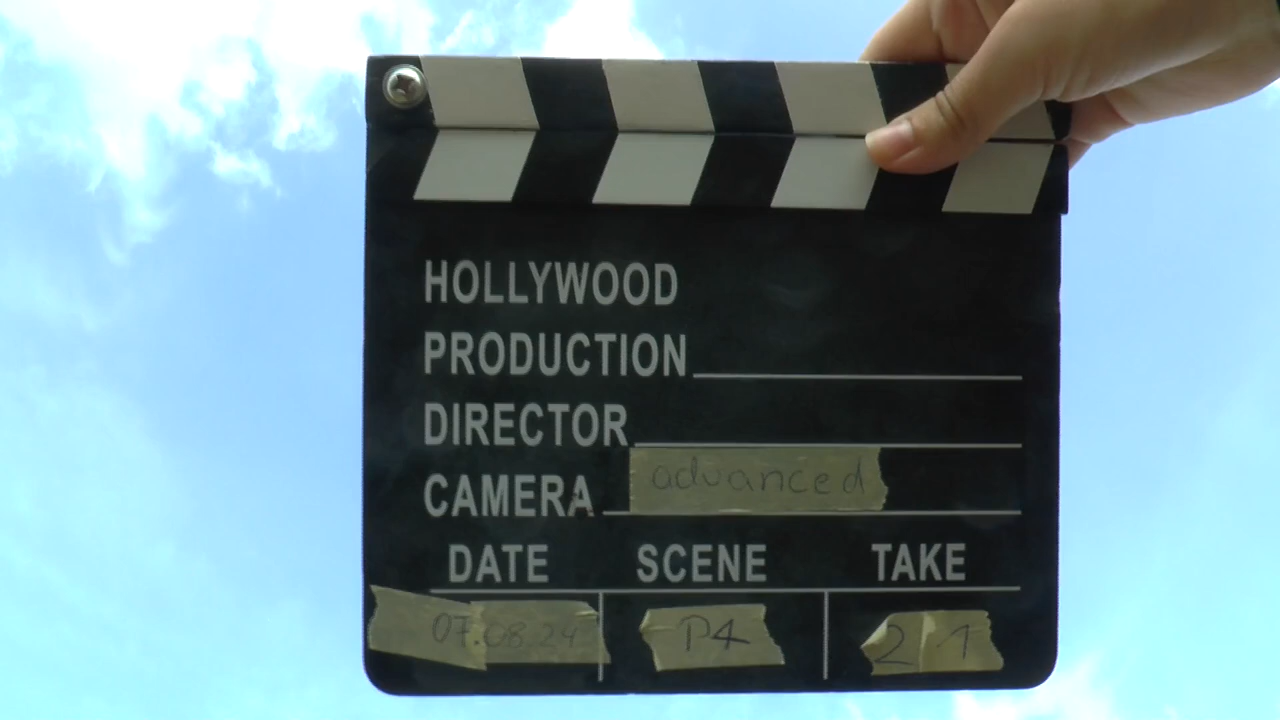 HOLLYWOOD
PRODUCTION
DIRECTOR
CAMERA advanced
DATE SCENE TAKE
07.08.24 P4 21